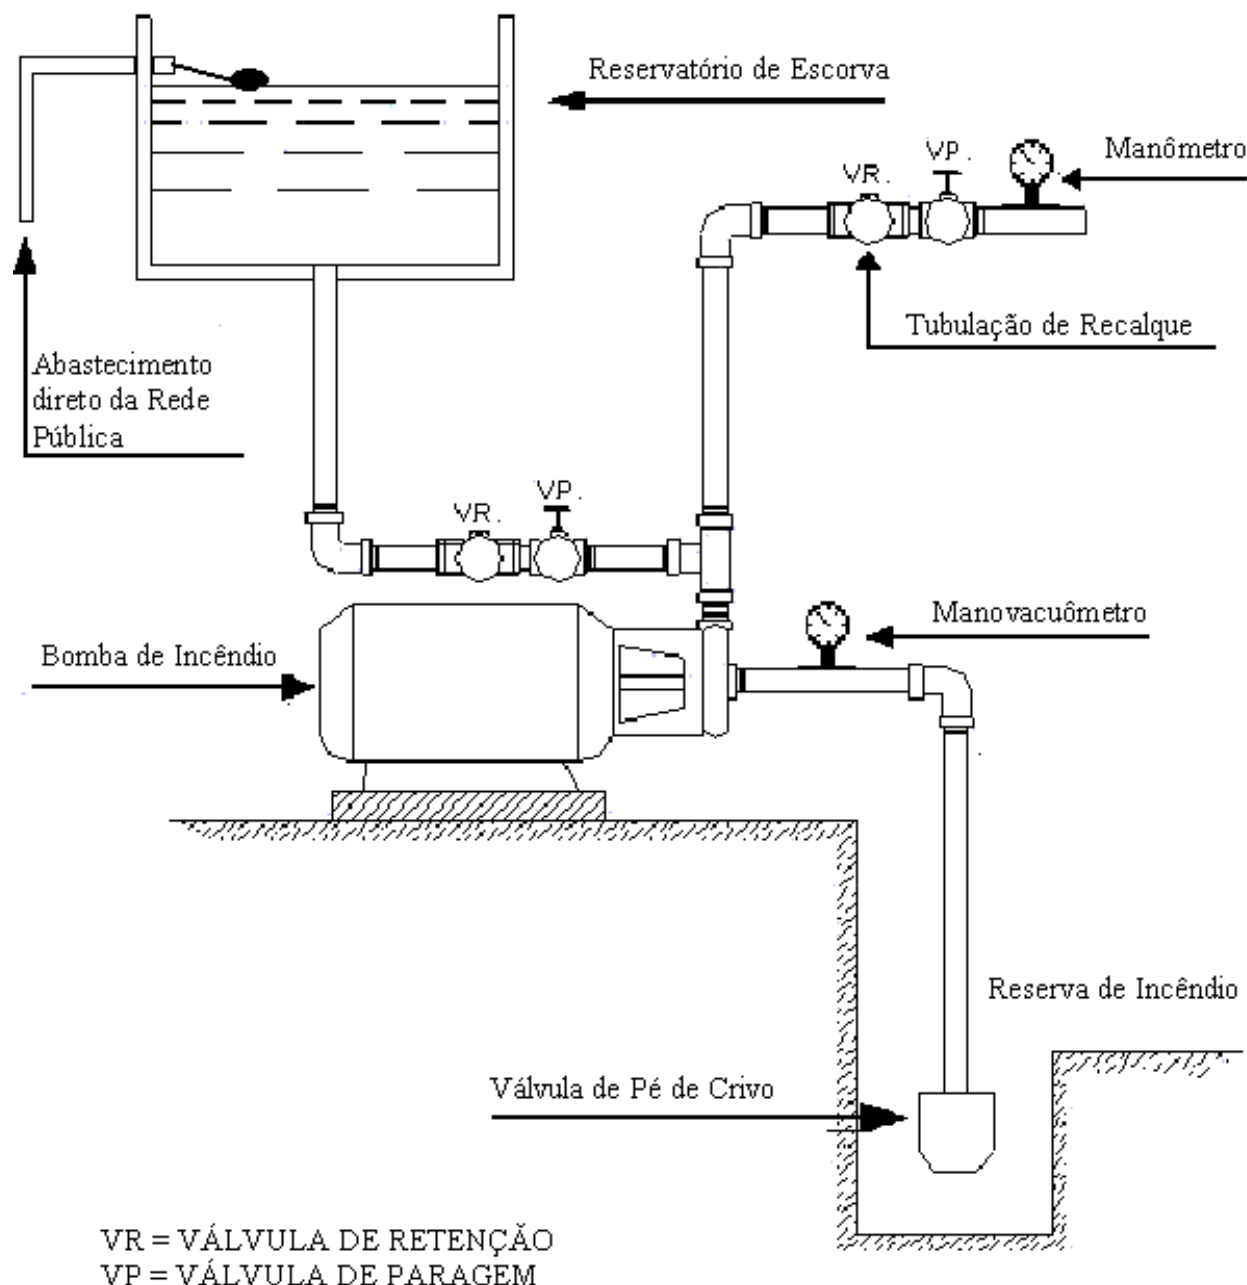 Reservatório de Escorva
VP.
Manômetro
VR.
Tubulação de Recalque
Abastecimento
direto da Rede
Pública
VP.
VR.
Manovacuômetro
Bomba de Incêndio
Reserva de Incêndio
Válvula de Pé de Crivo
VR = VÁLVULA DE RETENÇÃO
VP = VÁLVULA DE PARAGEM